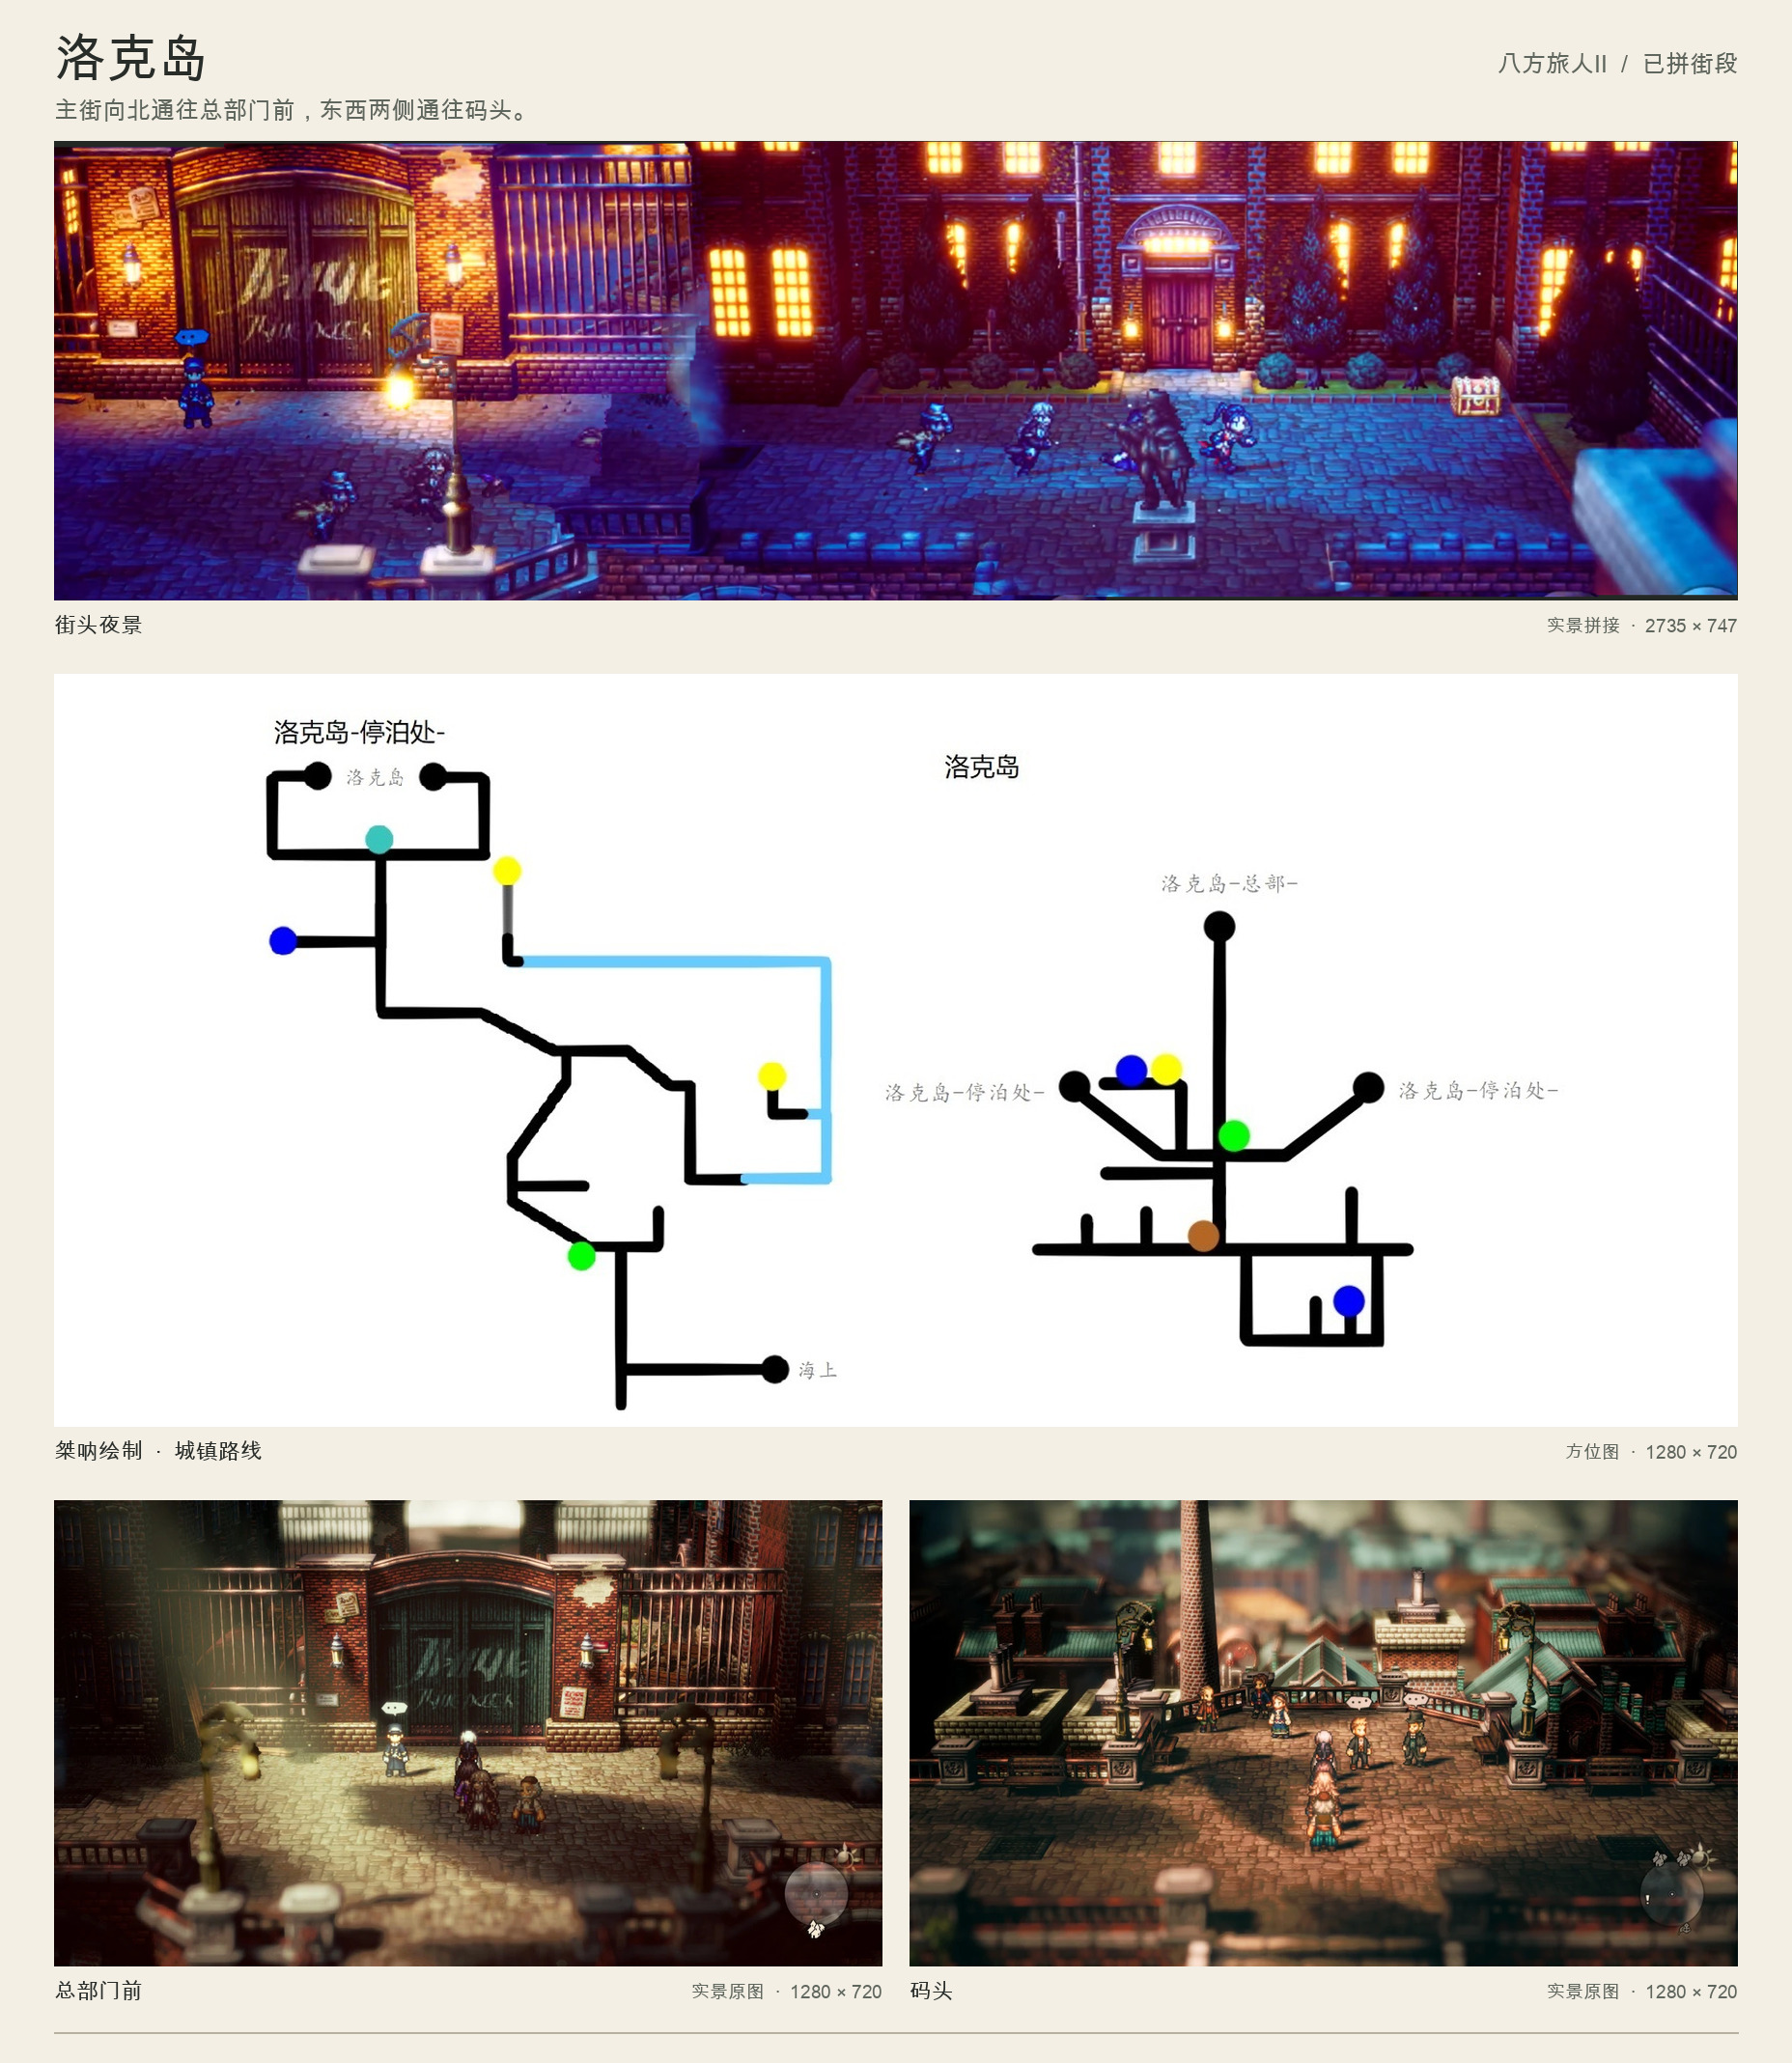 洛克岛
八方旅人II / 已拼街段
主街向北通往总部门前，东西两侧通往码头。
街头夜景
实景拼接 · 2735 × 747
洛克岛-停泊处-
洛克岛
洛克岛
洛克岛-总部-
洛克岛-停泊处-
洛克岛-停泊处-
海上
桀呐绘制 · 城镇路线
方位图 · 1280 × 720
总部门前
实景原图 · 1280 × 720
码头
实景原图 · 1280 × 720